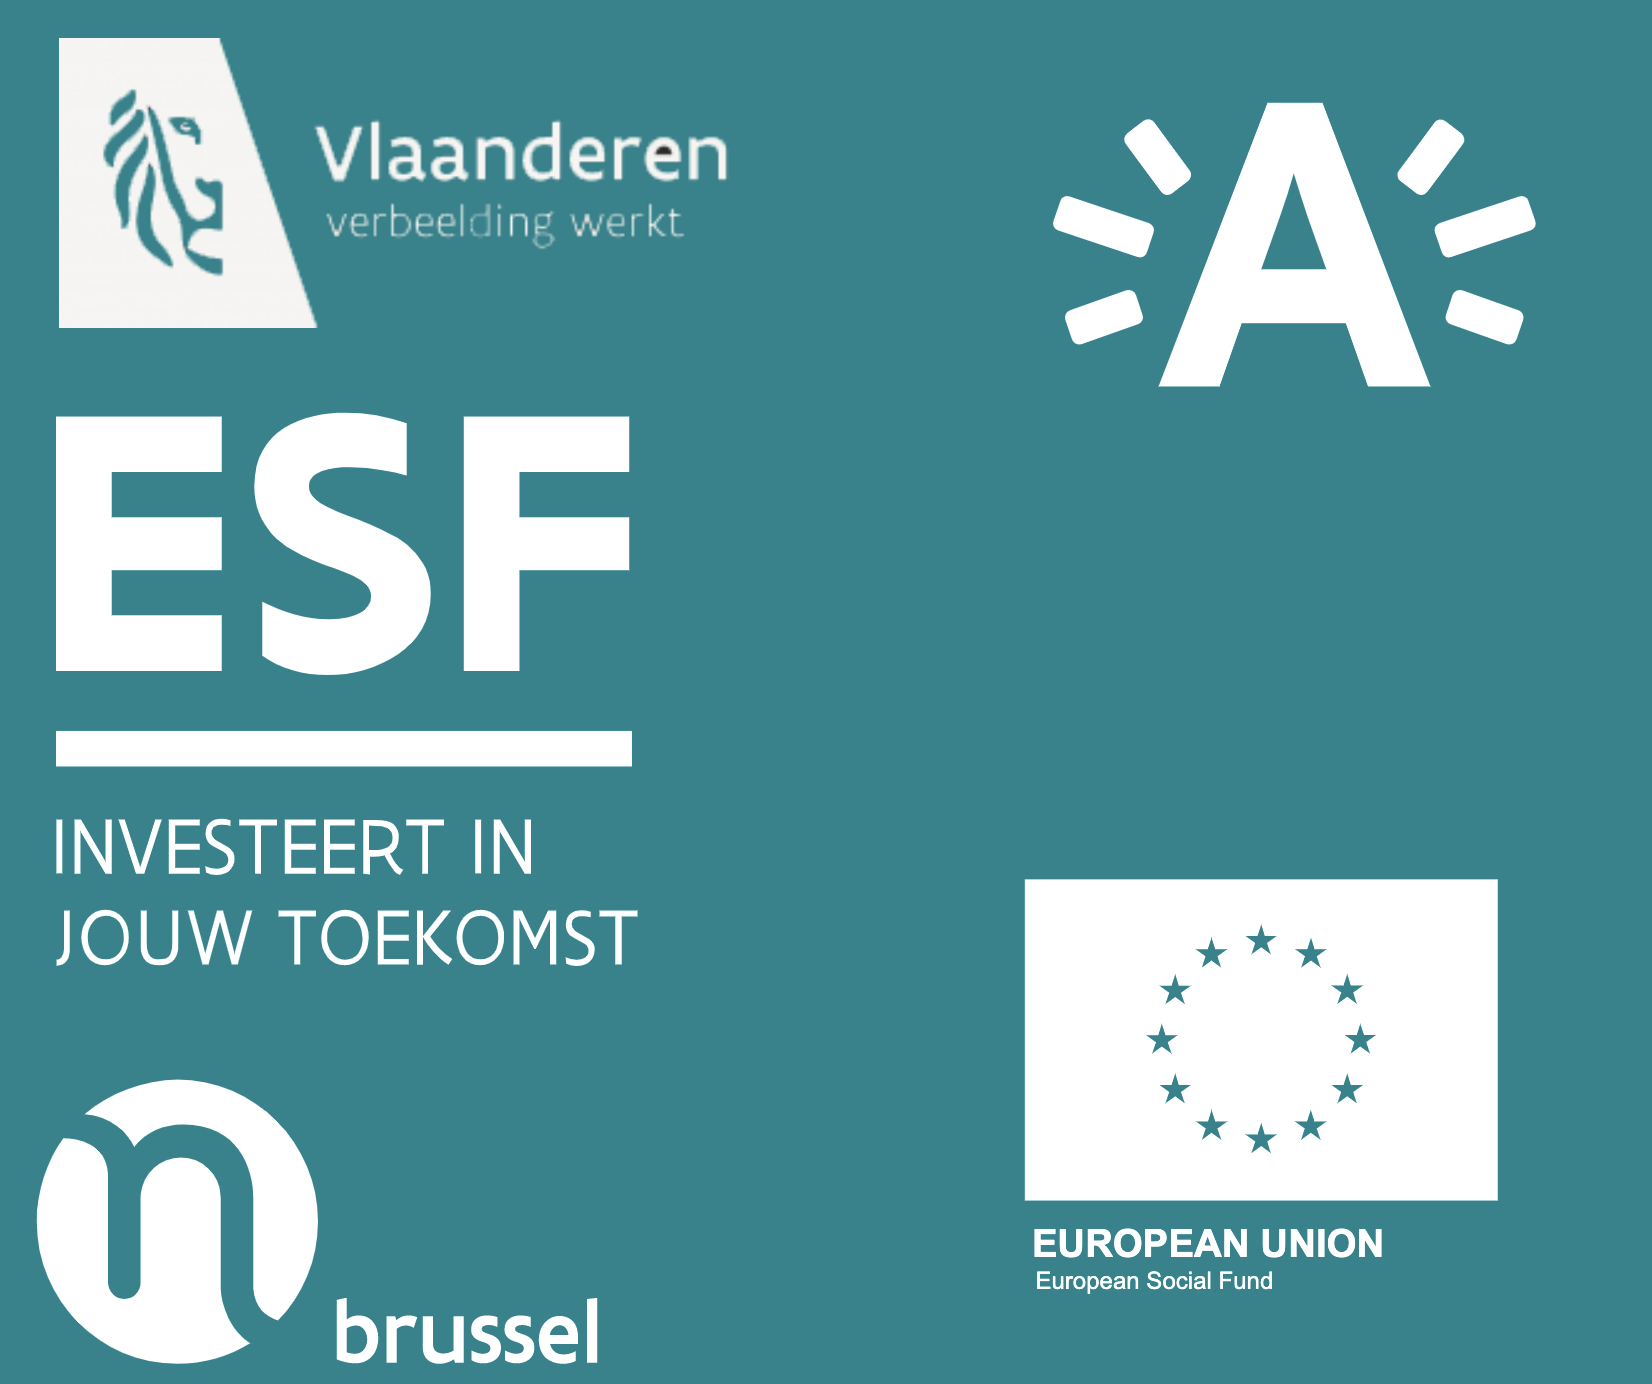 Vlaanderen
verbeelding werkt
A
ESF
INVESTEERT IN
JOUW TOEKOMST
EUROPEAN UNION
European Social Fund
n
brussel